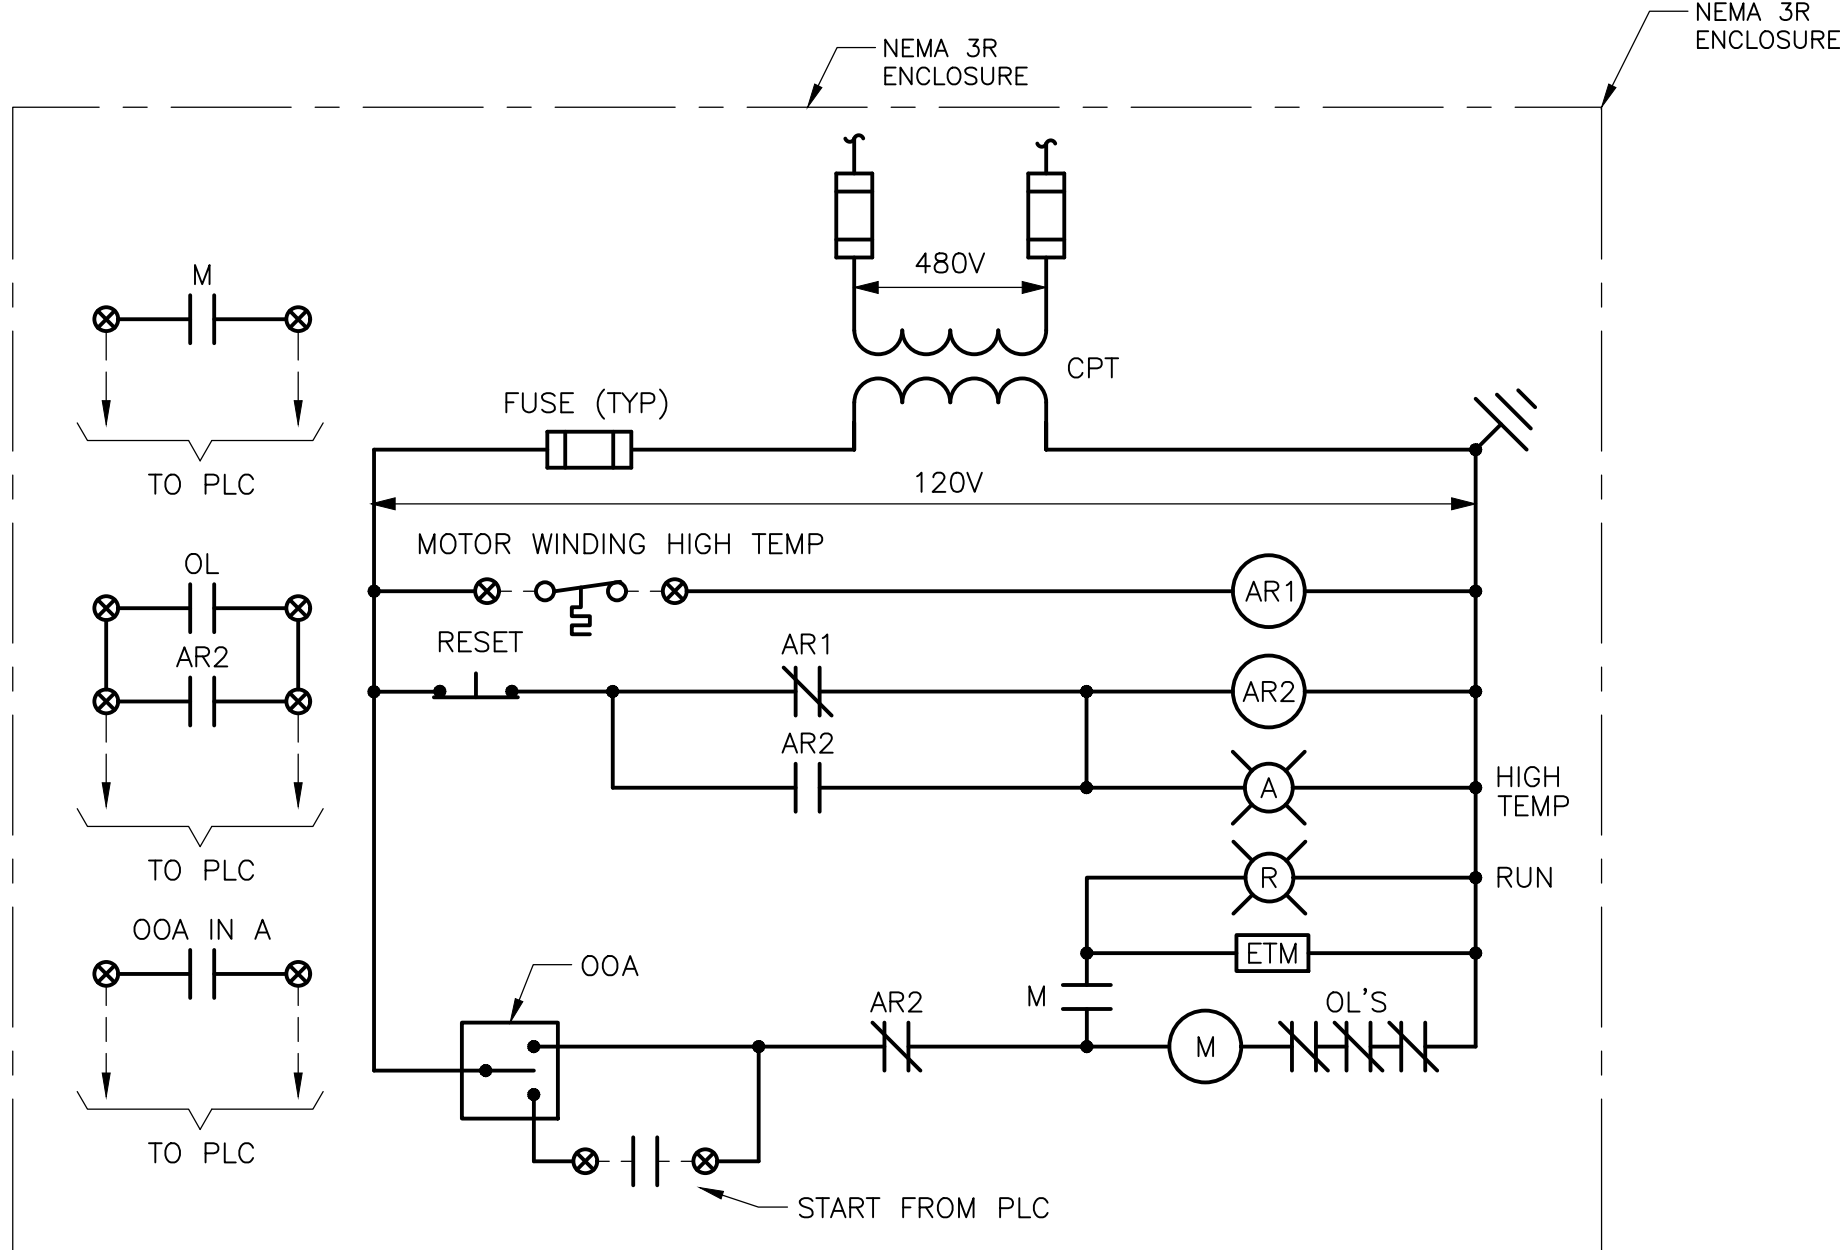 NEMA 3R
ENCLOSURE
NEMA 3R
ENCLOSURE
480V
CPT
FUSE (TYP)
120V
M
TO PLC
MOTOR WINDING HIGH TEMP
AR1
OL
AR2
TO PLC
RESET
AR1
AR2
AR2
A
HIGH
TEMP
R
RUN
ETM
OOA IN A
TO PLC
OOA
AR2
M
M
OL'S
START FROM PLC